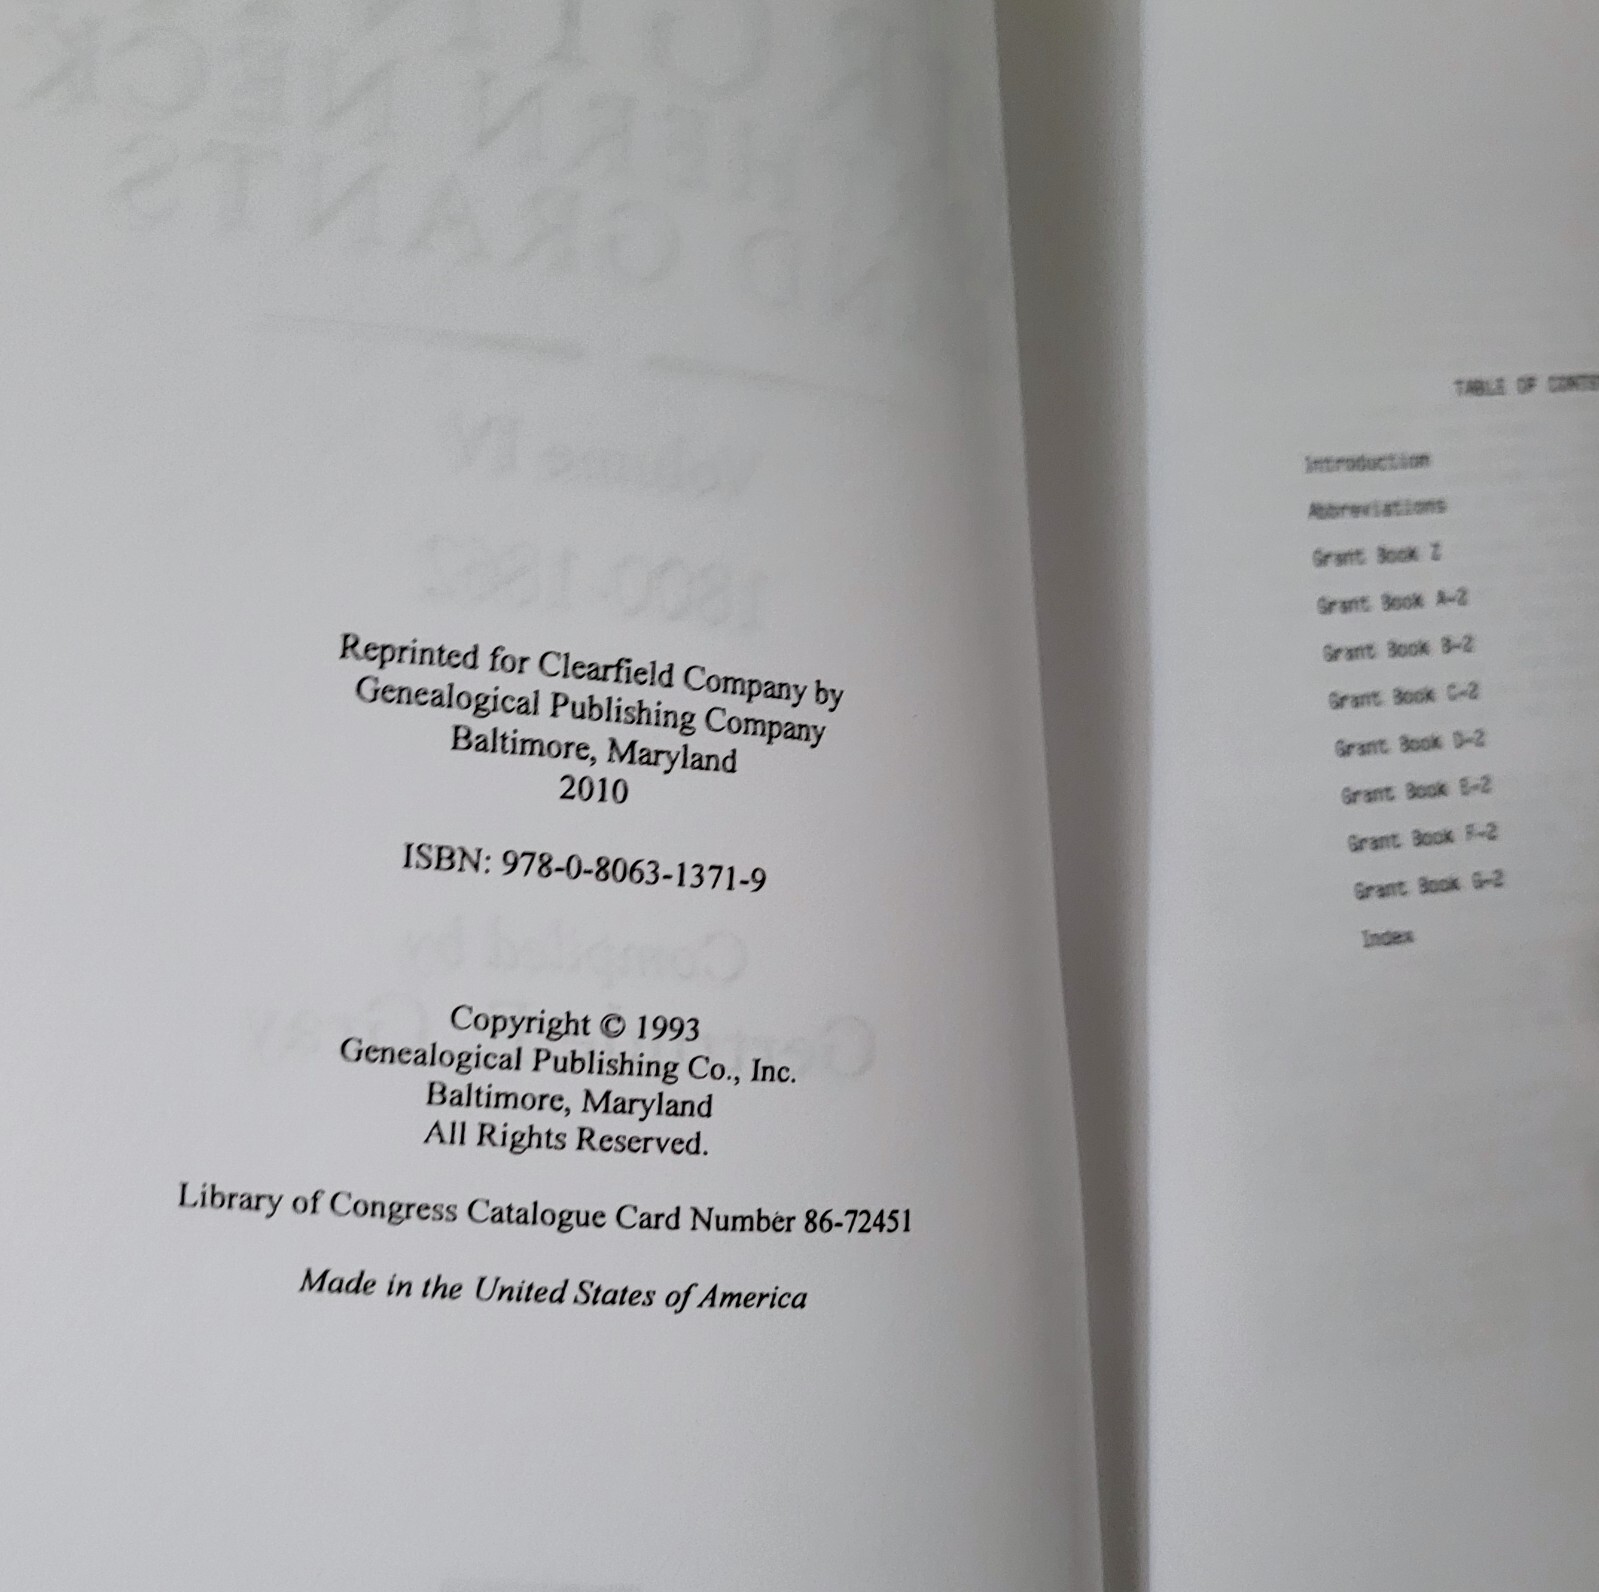 Reprinted for Clearfield Company by
Genealogical Publishing Company
Baltimore, Maryland
2010
ISBN: 978-0-8063-1371-9
Copyright © 1993
Genealogical Publishing Co., Inc.
Baltimore, Maryland
All Rights Reserved.
Library of Congress Catalogue Card Number 86-72451
Made in the United States of America
TABLE OF CONTE
Introduction
Abbreviations
Grant Book Z
Grant Book A-2
Grant Book B-2
Grant Book C-2
Grant Book D-2
Grant Book E-2
Grant Book F-2
Grant Book G-2
Index